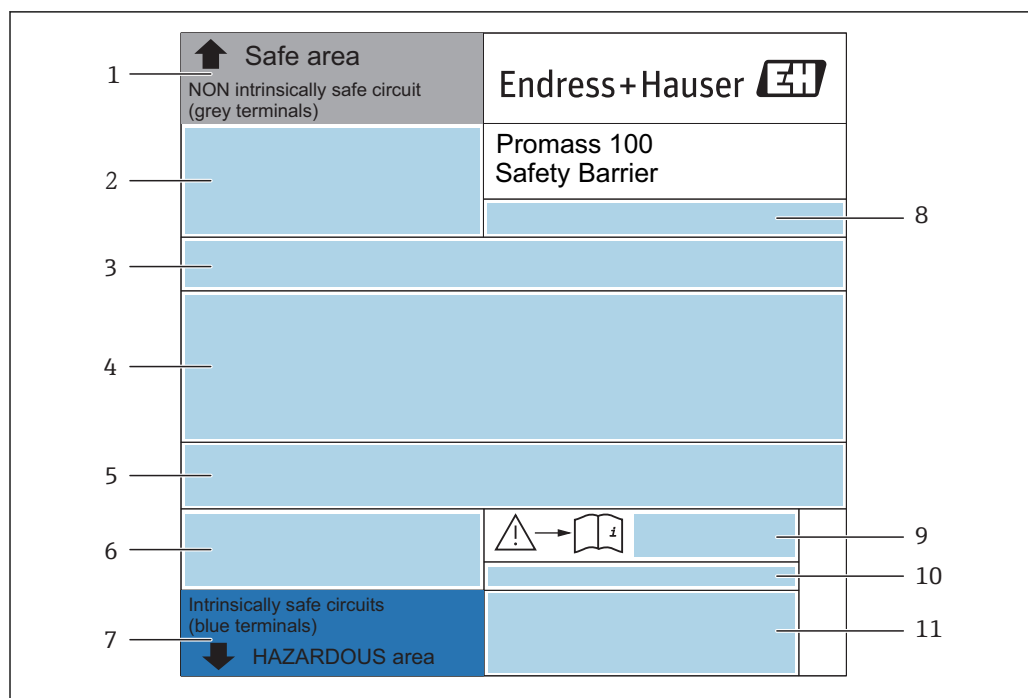 1
Safe area
NON intrinsically safe circuit
(grey terminals)
Endress+Hauser EH
Promass 100
Safety Barrier
2
8
3
4
5
6
i
9
10
Intrinsically safe circuits
(blue terminals)
7
HAZARDOUS area
11